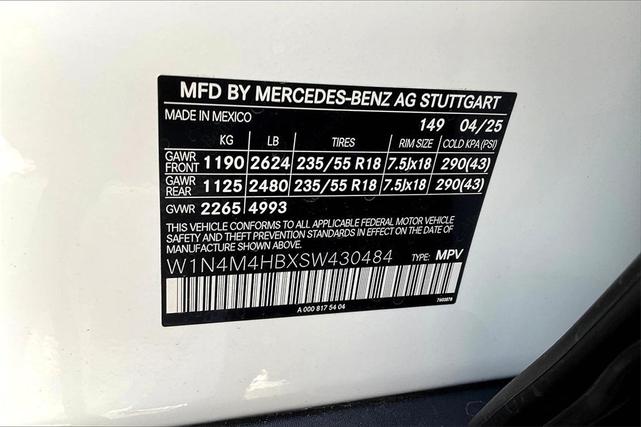 MFD BY MERCEDES-BENZ AG STUTTGART
MADE IN MEXICO 149 04/25
KG LB TIRES RIM SIZE COLD KPA (PSI)
GAWR FRONT 1190 2624 235/55 R18 7.5Jx18 290(43)
GAWR REAR 1125 2480 235/55 R18 7.5Jx18 290(43)
GVWR 2265 4993
THIS VEHICLE CONFORMS TO ALL APPLICABLE FEDERAL MOTOR VEHICLE
SAFETY AND THEFT PREVENTION STANDARDS IN EFFECT ON THE DATE
OF MANUFACTURE SHOWN ABOVE.
W1N4M4HBXSW430484 TYPE: MPV
A 000 817 54 04